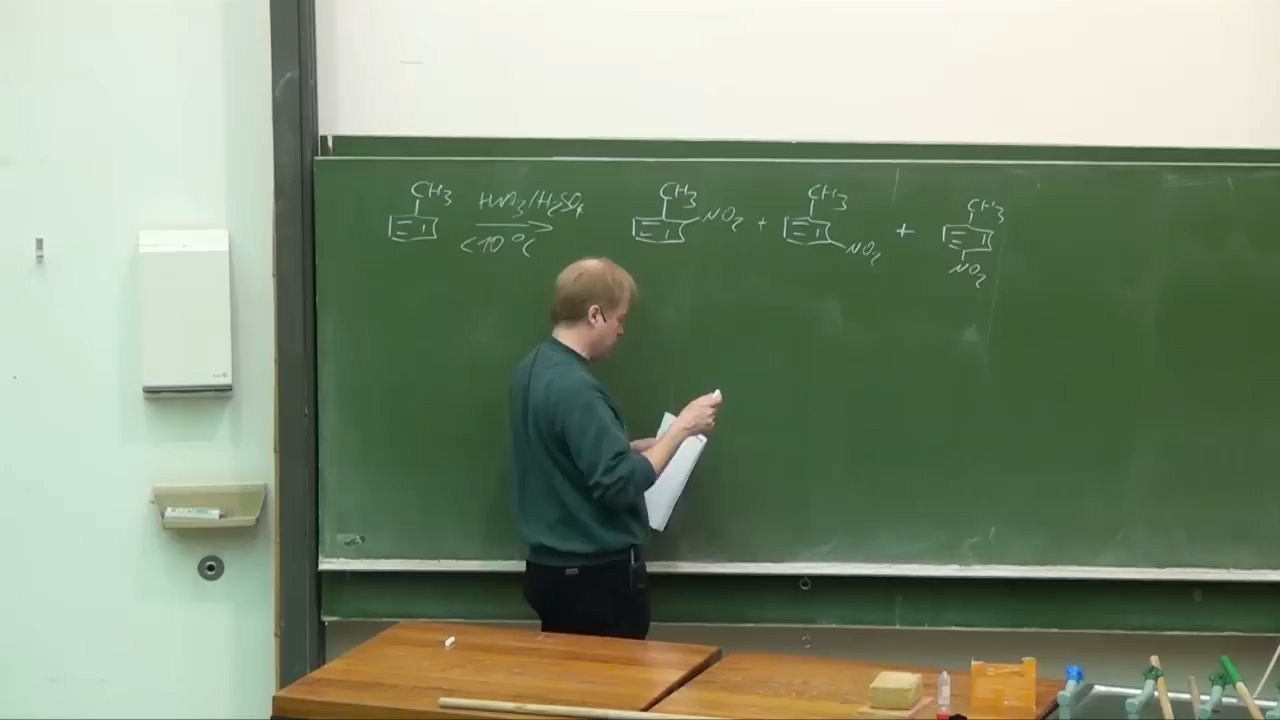 CH3 HNO3/H2SO4 CH3 CH3 CH3
NO2 + +
<10°C NO2 NO2